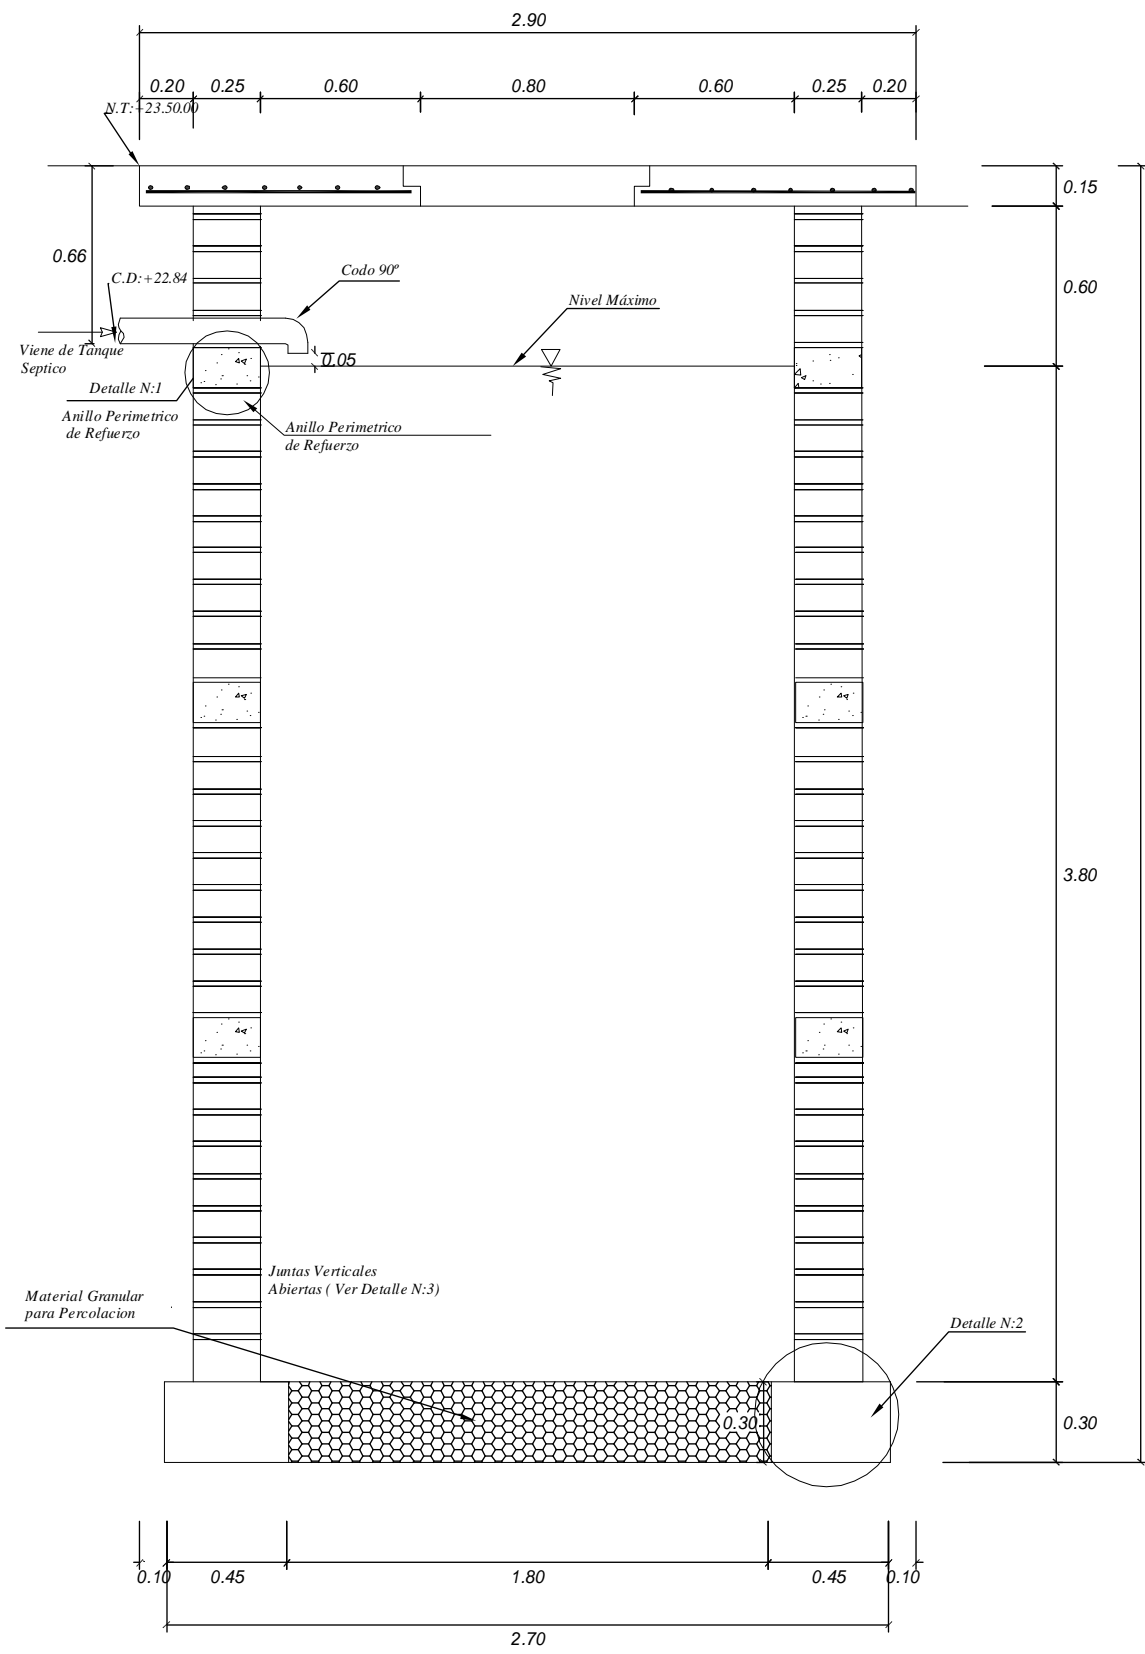 2.90
0.20 0.25 0.60 0.80 0.60 0.25 0.20
N.T:+23.50.00
0.15
0.66
C.D:+22.84
Codo 90º
0.60
Nivel Máximo
Viene de Tanque
Septico
0.05
Detalle N:1
Anillo Perimetrico
de Refuerzo
Anillo Perimetrico
de Refuerzo
3.80
Juntas Verticales
Abiertas ( Ver Detalle N:3)
Material Granular
para Percolacion
Detalle N:2
0.30
0.30
0.10 0.45 1.80 0.45 0.10
2.70